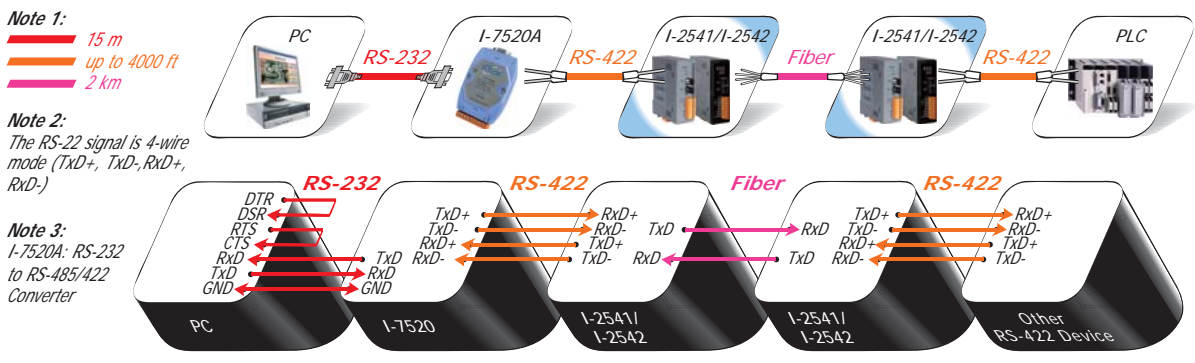 Note 1:
15 m
up to 4000 ft
2 km
Note 2:
The RS-22 signal is 4-wire
mode (TxD+, TxD-,RxD+,
RxD-)
Note 3:
I-7520A: RS-232
to RS-485/422
Converter
PC
RS-232
I-7520A
RS-422
I-2541/I-2542
Fiber
I-2541/I-2542
RS-422
PLC
RS-232
RS-422
Fiber
RS-422
DTR
DSR
RTS
CTS
RxD TxD
TxD RxD
GND GND
TxD+ RxD+
TxD- RxD-
RxD+ TxD+
RxD- TxD-
TxD RxD
RxD TxD
TxD+ RxD+
TxD- RxD-
RxD+ TxD+
RxD- TxD-
PC
I-7520
I-2541/
I-2542
I-2541/
I-2542
Other
RS-422 Device